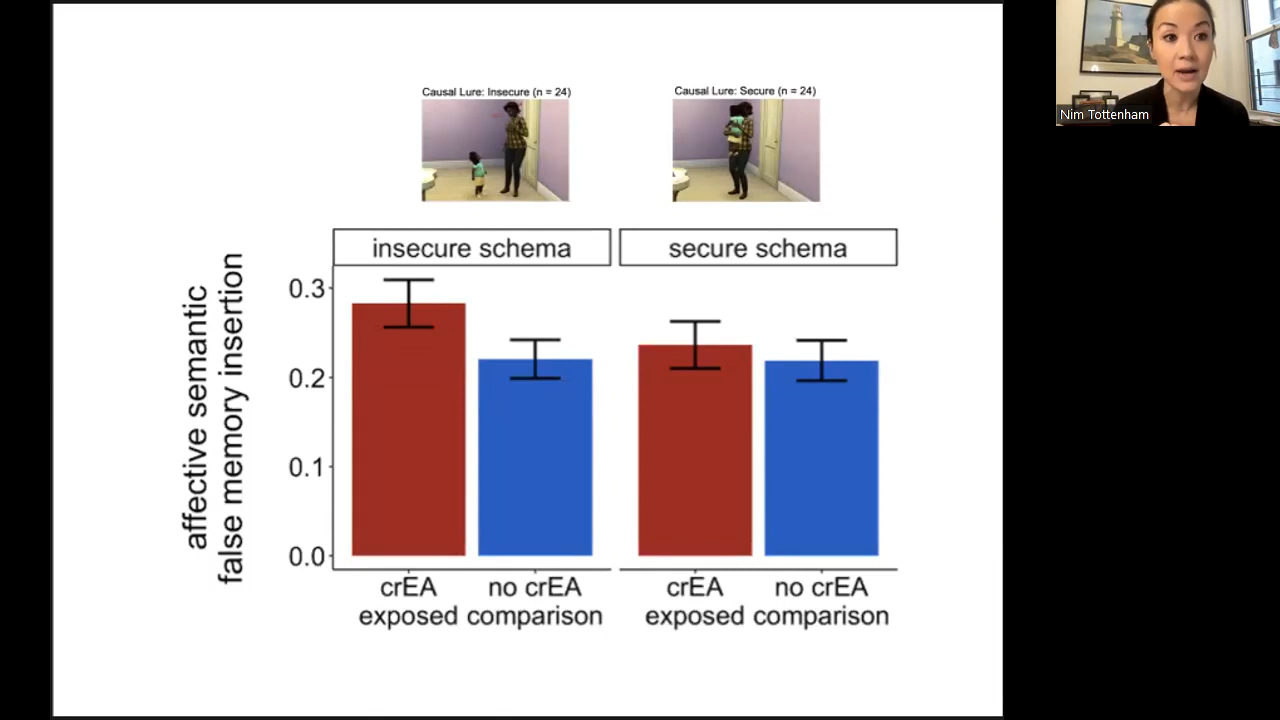 Causal Lure: Insecure (n = 24)
Causal Lure: Secure (n = 24)
Nim Tottenham
insecure schema
secure schema
affective semantic
false memory insertion
0.3
0.2
0.1
0.0
crEA
exposed
no crEA
comparison
crEA
exposed
no crEA
comparison